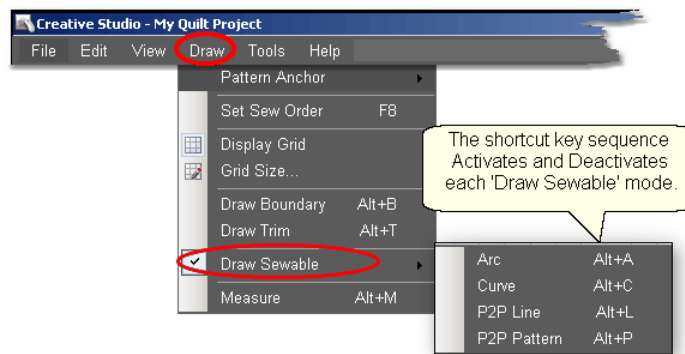 Creative Studio - My Quilt Project
File Edit View Draw Tools Help
Pattern Anchor
Set Sew Order F8
Display Grid
Grid Size...
Draw Boundary Alt+B
Draw Trim Alt+T
Draw Sewable
Measure Alt+M
The shortcut key sequence
Activates and Deactivates
each 'Draw Sewable' mode.
Arc Alt+A
Curve Alt+C
P2P Line Alt+L
P2P Pattern Alt+P